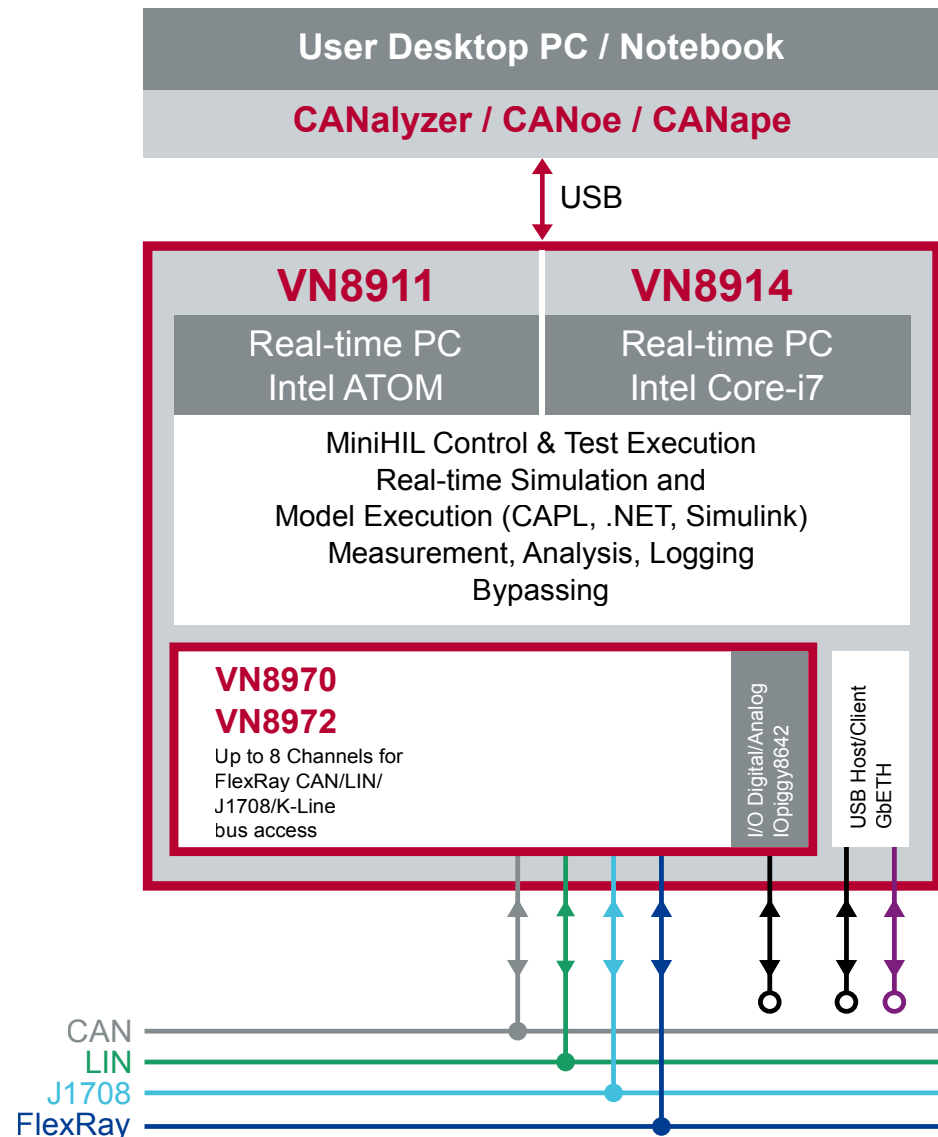 User Desktop PC / Notebook
CANalyzer / CANoe / CANape
USB
VN8911
VN8914
Real-time PC
Intel ATOM
Real-time PC
Intel Core-i7
MiniHIL Control & Test Execution
Real-time Simulation and
Model Execution (CAPL, .NET, Simulink)
Measurement, Analysis, Logging
Bypassing
VN8970
VN8972
Up to 8 Channels for
FlexRay CAN/LIN/
J1708/K-Line
bus access
I/O Digital/Analog
IOpiggy8642
USB Host/Client
GbETH
CAN
LIN
J1708
FlexRay